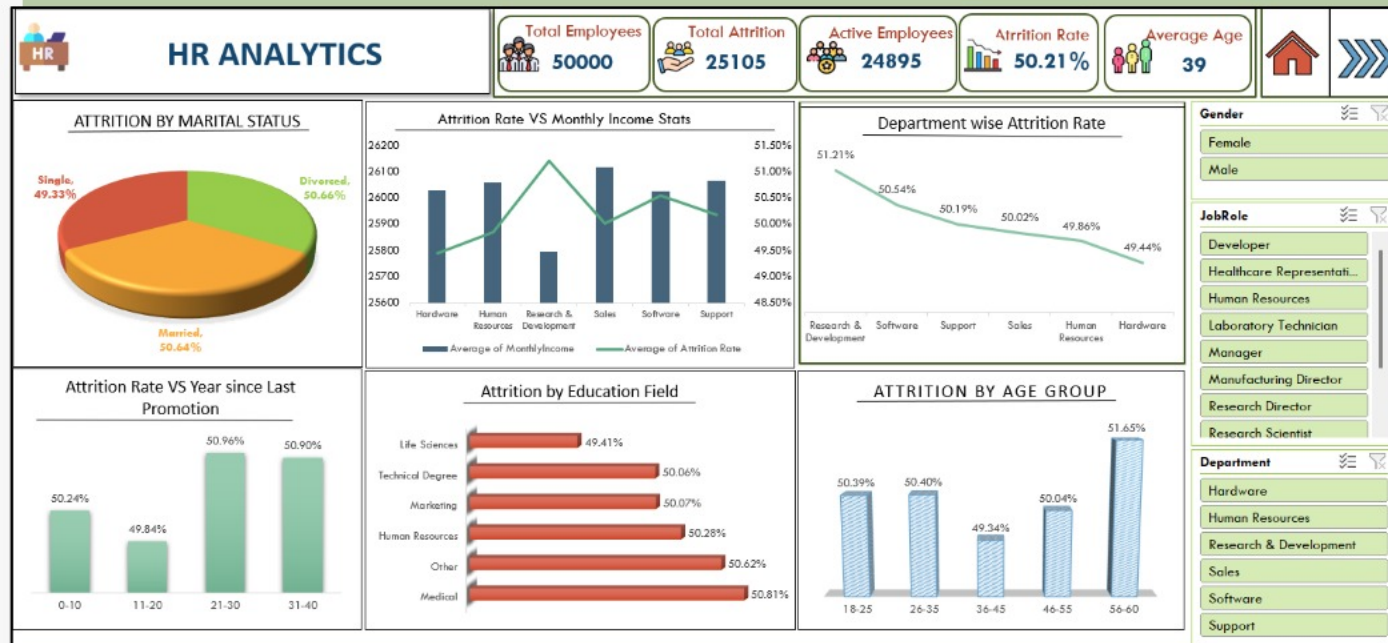 HR
HR ANALYTICS
Total Employees
50000
Total Attrition
25105
Active Employees
24895
Atrrition Rate
50.21%
Average Age
39
ATTRITION BY MARITAL STATUS
Single,
49.33%
Divorced,
50.66%
Married,
50.64%
Attrition Rate VS Monthly Income Stats
26200
26100
26000
25900
25800
25700
25600
51.50%
51.00%
50.50%
50.00%
49.50%
49.00%
48.50%
Hardware
Human
Resources
Research &
Development
Sales
Software
Support
Average of MonthlyIncome
Average of Attrition Rate
Department wise Attrition Rate
51.21%
50.54%
50.19%
50.02%
49.86%
49.44%
Research &
Development
Software
Support
Sales
Human
Resources
Hardware
Attrition Rate VS Year since Last
Promotion
50.24%
49.84%
50.96%
50.90%
0-10
11-20
21-30
31-40
Attrition by Education Field
Life Sciences
49.41%
Technical Degree
50.06%
Marketing
50.07%
Human Resources
50.28%
Other
50.62%
Medical
50.81%
ATTRITION BY AGE GROUP
50.39%
50.40%
49.34%
50.04%
51.65%
18-25
26-35
36-45
46-55
56-60
Gender
Female
Male
JobRole
Developer
Healthcare Representati...
Human Resources
Laboratory Technician
Manager
Manufacturing Director
Research Director
Research Scientist
Department
Hardware
Human Resources
Research & Development
Sales
Software
Support